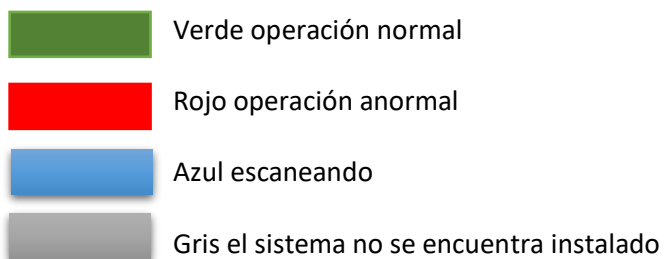 Verde operación normal
Rojo operación anormal
Azul escaneando
Gris el sistema no se encuentra instalado